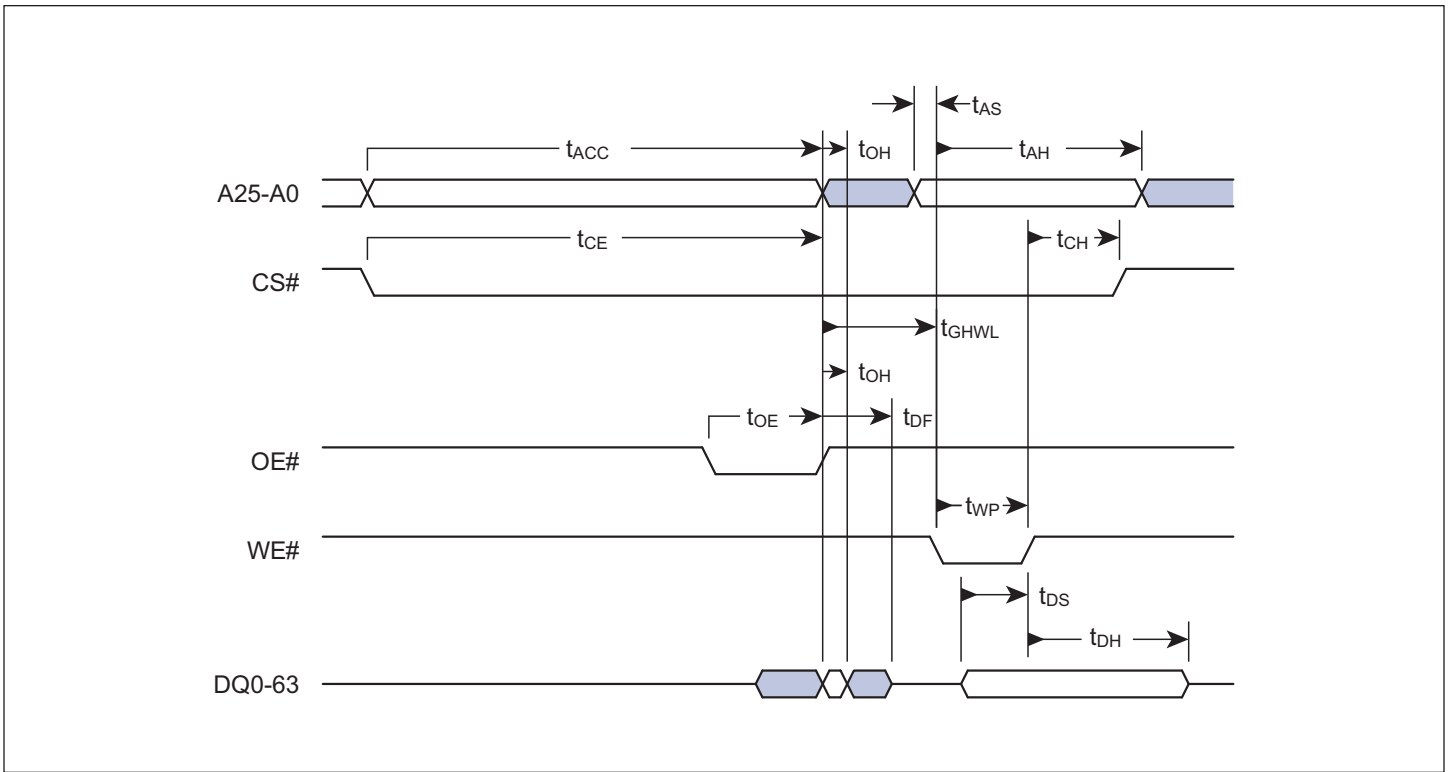 tAS
tACC
tOH
tAH
A25-A0
tCE
tCH
CS#
tGHWL
tOH
tOE
tDF
OE#
tWP
WE#
tDS
tDH
DQ0-63